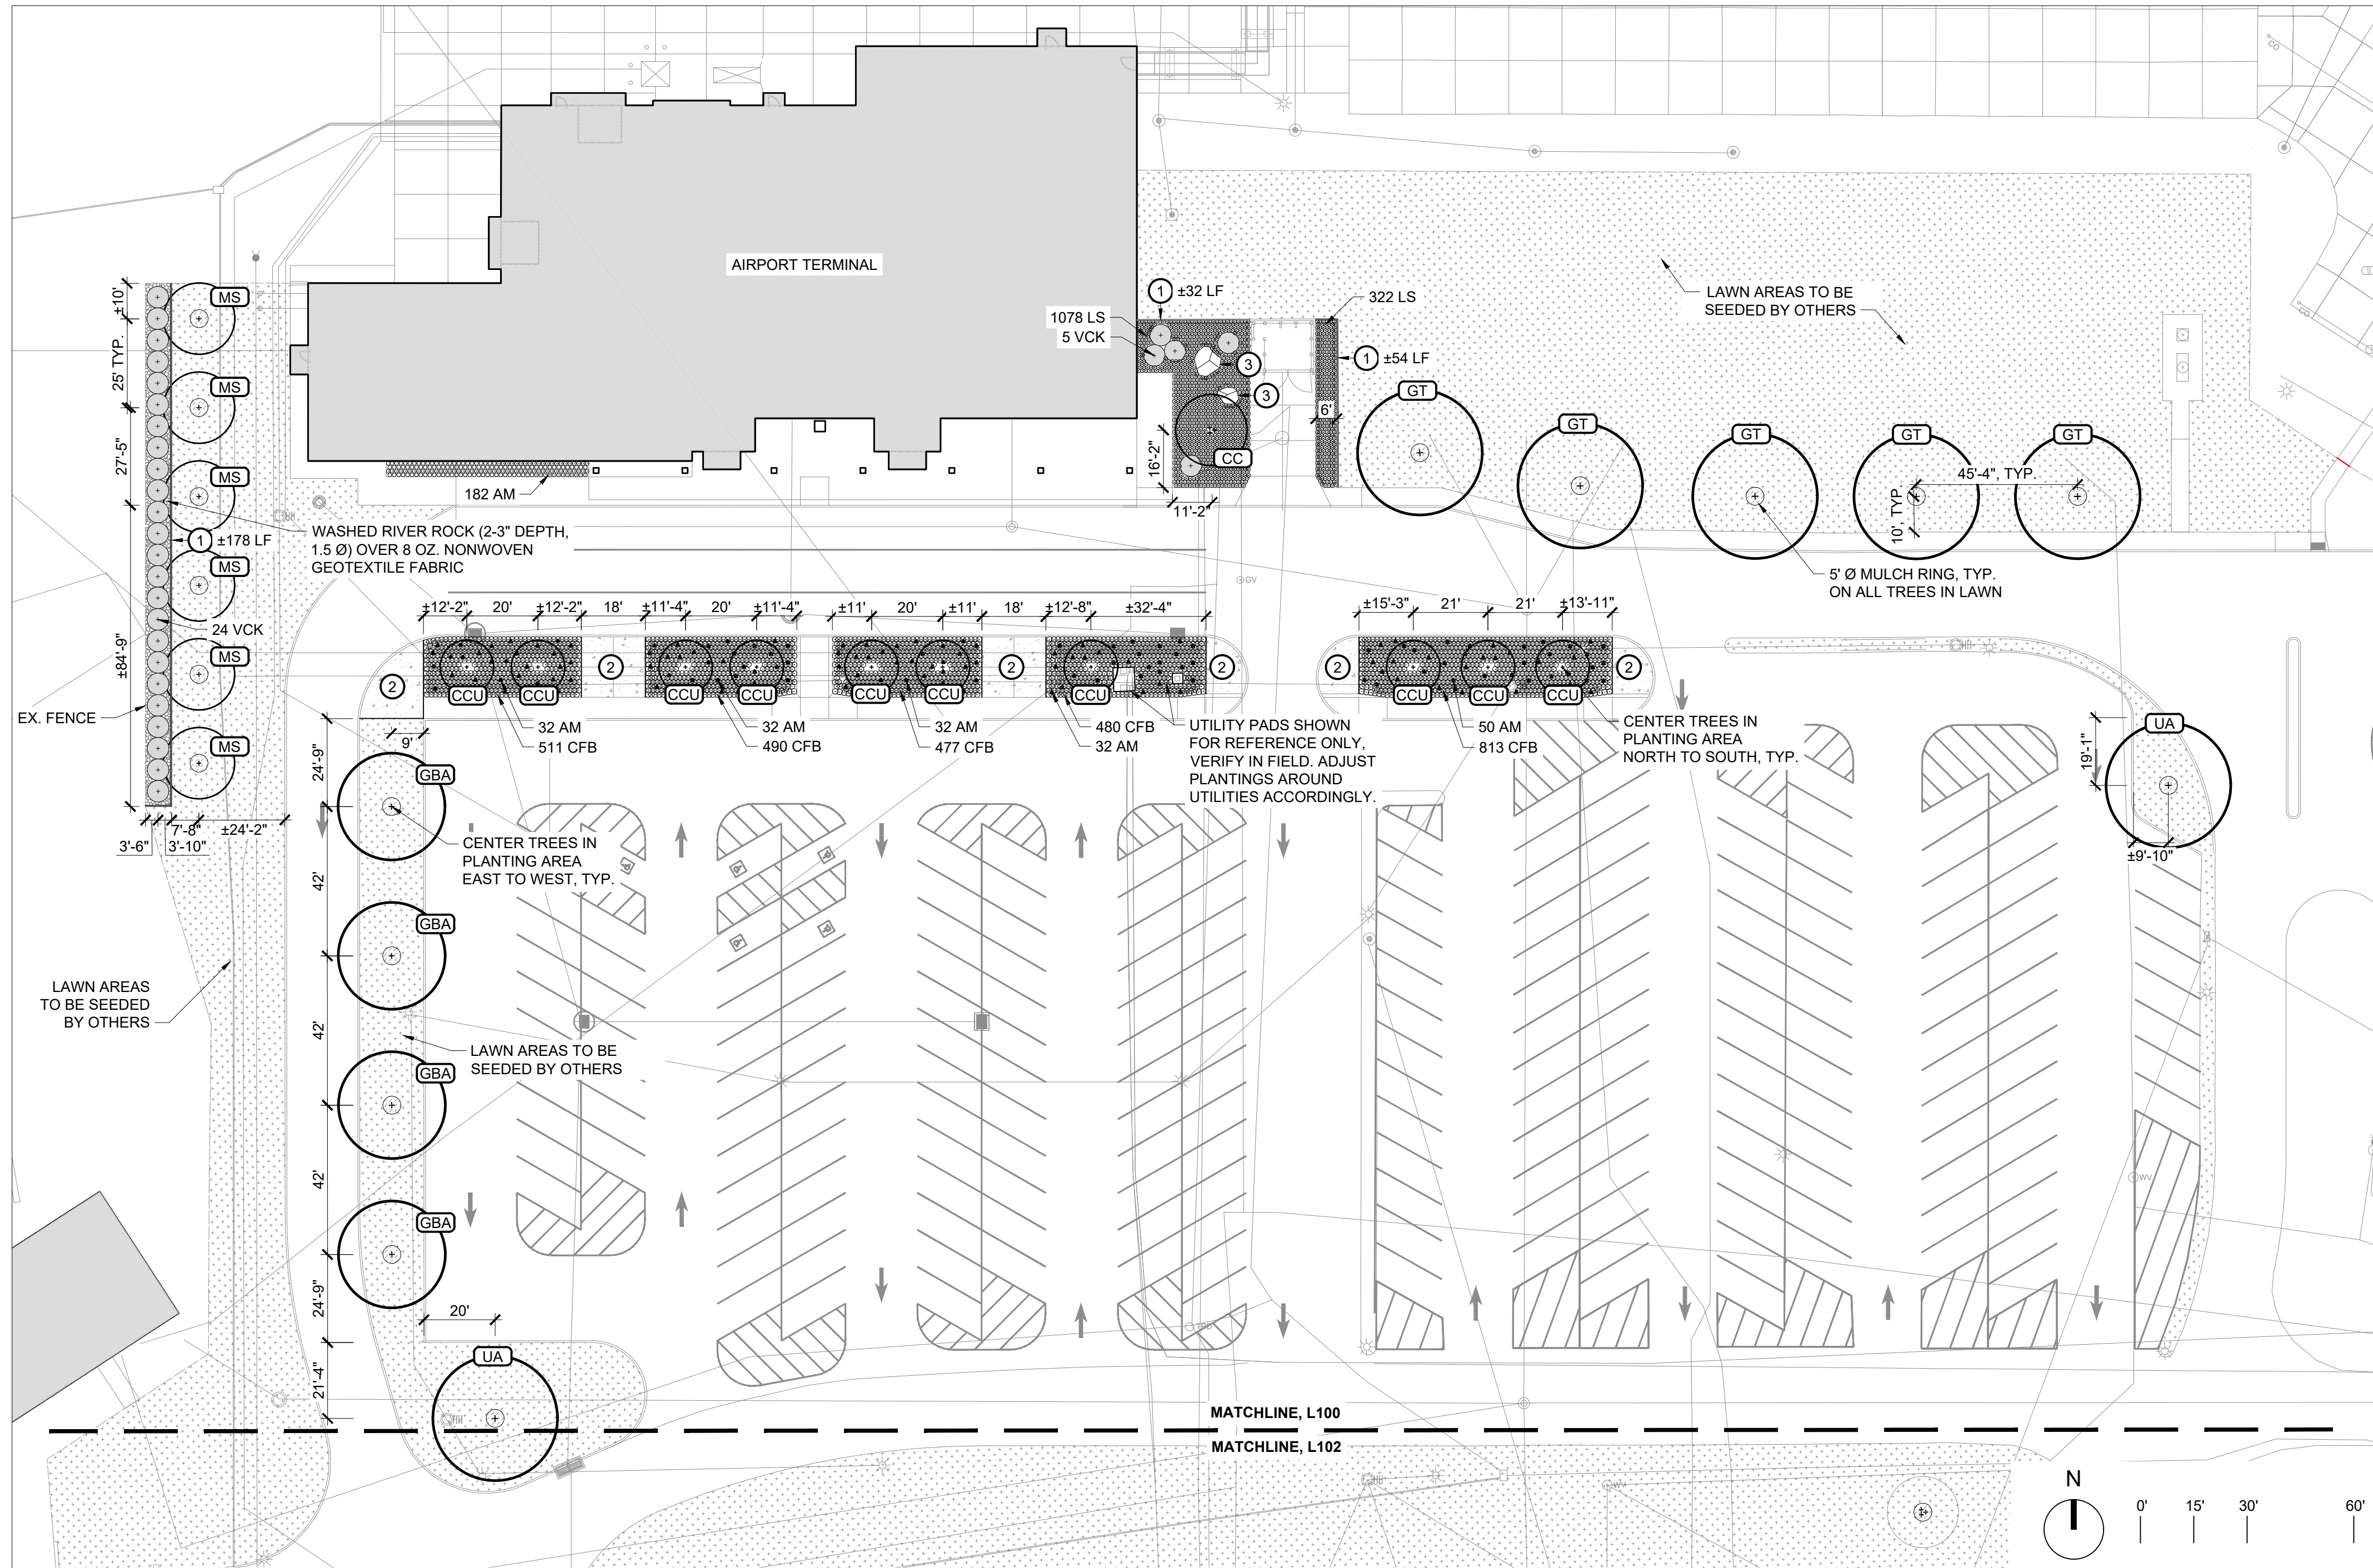 AIRPORT TERMINAL
1 ±32 LF
322 LS
1078 LS
5 VCK
1 ±54 LF
3
3
6'
CC
16'-2"
11'-2"
LAWN AREAS TO BE
SEEDED BY OTHERS
GT
GT
GT
GT
GT
45'-4", TYP.
10', TYP.
5' Ø MULCH RING, TYP.
ON ALL TREES IN LAWN
±10'
25' TYP.
27'-5"
±84'-9"
MS
MS
MS
MS
MS
MS
182 AM
WASHED RIVER ROCK (2-3" DEPTH,
1.5 Ø) OVER 8 OZ. NONWOVEN
GEOTEXTILE FABRIC
1 ±178 LF
24 VCK
EX. FENCE
3'-6"
7'-8"
3'-10"
±24'-2"
GV
±12'-2"
20'
±12'-2"
18'
±11'-4"
20'
±11'-4"
±11'
20'
±11'
18'
±12'-8"
±32'-4"
±15'-3"
21'
21'
±13'-11"
2
2
2
2
2
2
CCU
CCU
CCU
CCU
CCU
CCU
CCU
CCU
CCU
CCU
32 AM
511 CFB
32 AM
490 CFB
32 AM
477 CFB
480 CFB
32 AM
50 AM
813 CFB
UTILITY PADS SHOWN
FOR REFERENCE ONLY,
VERIFY IN FIELD. ADJUST
PLANTINGS AROUND
UTILITIES ACCORDINGLY.
CENTER TREES IN
PLANTING AREA
NORTH TO SOUTH, TYP.
UA
19'-1"
±9'-10"
9'
24'-9"
42'
42'
42'
24'-9"
21'-4"
GBA
GBA
GBA
GBA
CENTER TREES IN
PLANTING AREA
EAST TO WEST, TYP.
LAWN AREAS
TO BE SEEDED
BY OTHERS
LAWN AREAS TO BE
SEEDED BY OTHERS
20'
UA
WV
MATCHLINE, L100
MATCHLINE, L102
N
0' 15' 30' 60'